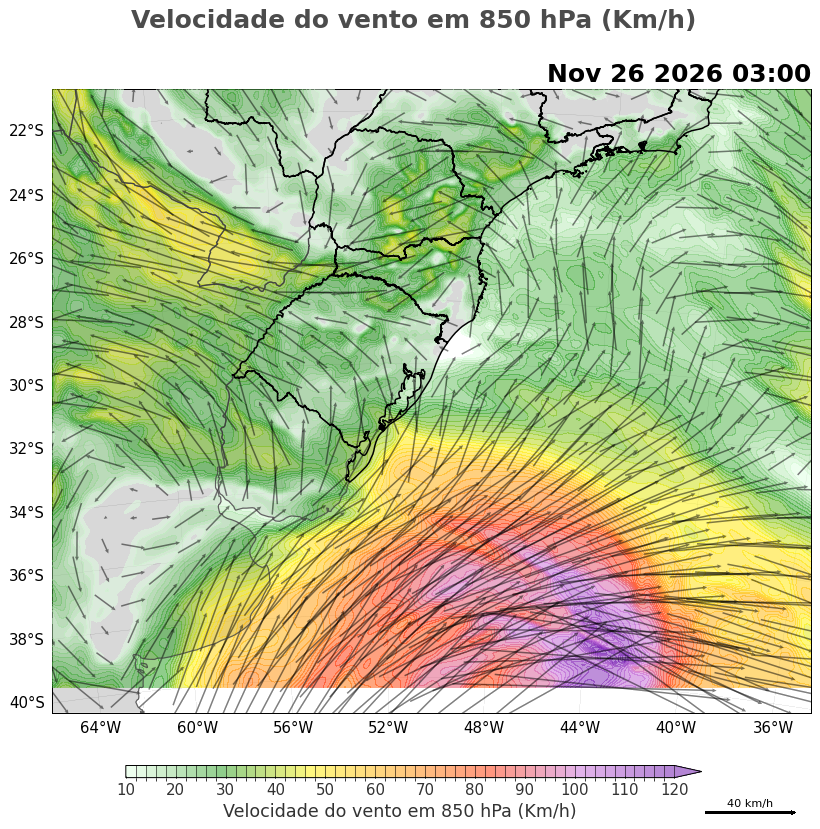 Velocidade do vento em 850 hPa (Km/h)
Nov 26 2026 03:00
22°S
24°S
26°S
28°S
30°S
32°S
34°S
36°S
38°S
40°S
64°W 60°W 56°W 52°W 48°W 44°W 40°W 36°W
10 20 30 40 50 60 70 80 90 100 110 120
Velocidade do vento em 850 hPa (Km/h)
40 km/h